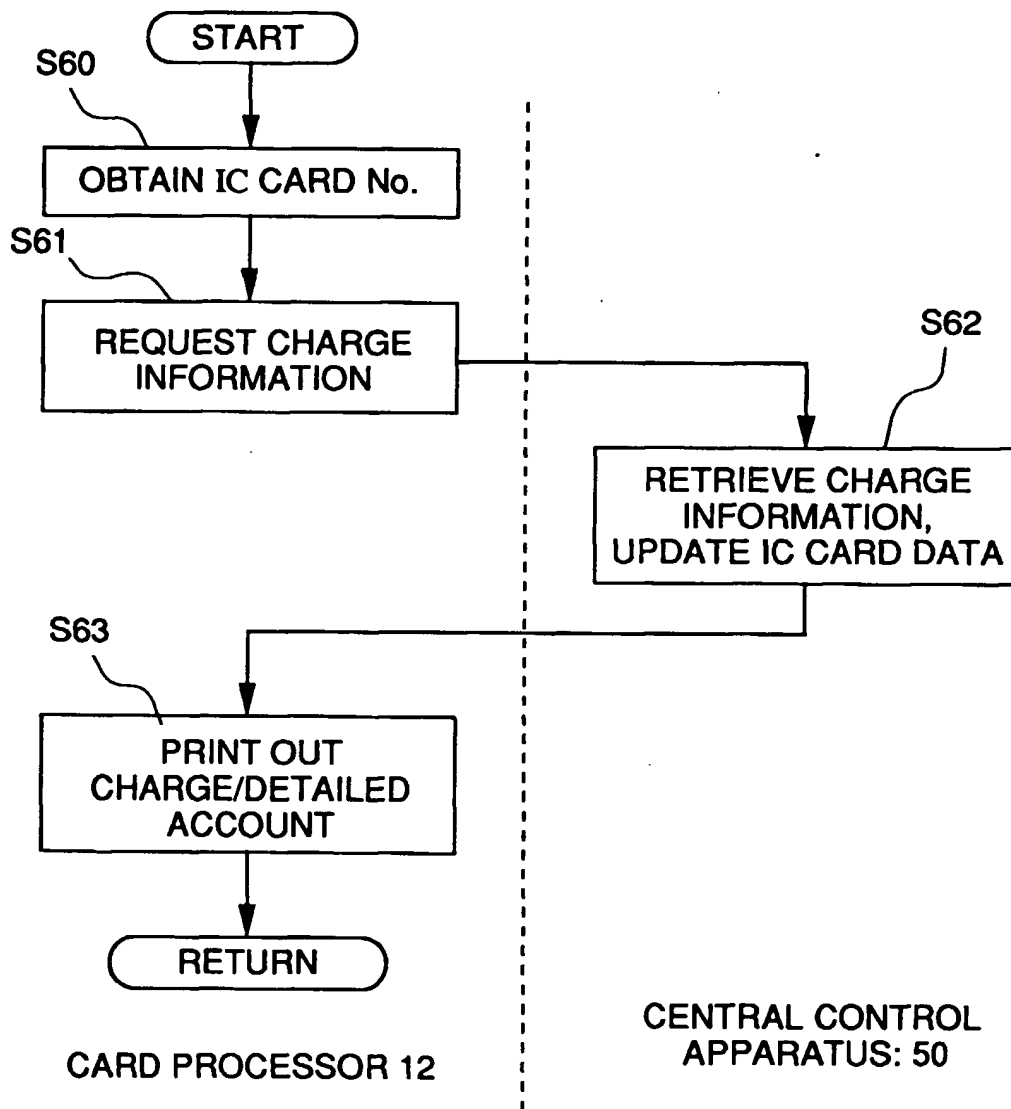 START
S60
OBTAIN IC CARD No.
S61
REQUEST CHARGE
INFORMATION
S62
RETRIEVE CHARGE
INFORMATION,
UPDATE IC CARD DATA
S63
PRINT OUT
CHARGE/DETAILED
ACCOUNT
RETURN
CARD PROCESSOR 12
CENTRAL CONTROL
APPARATUS: 50